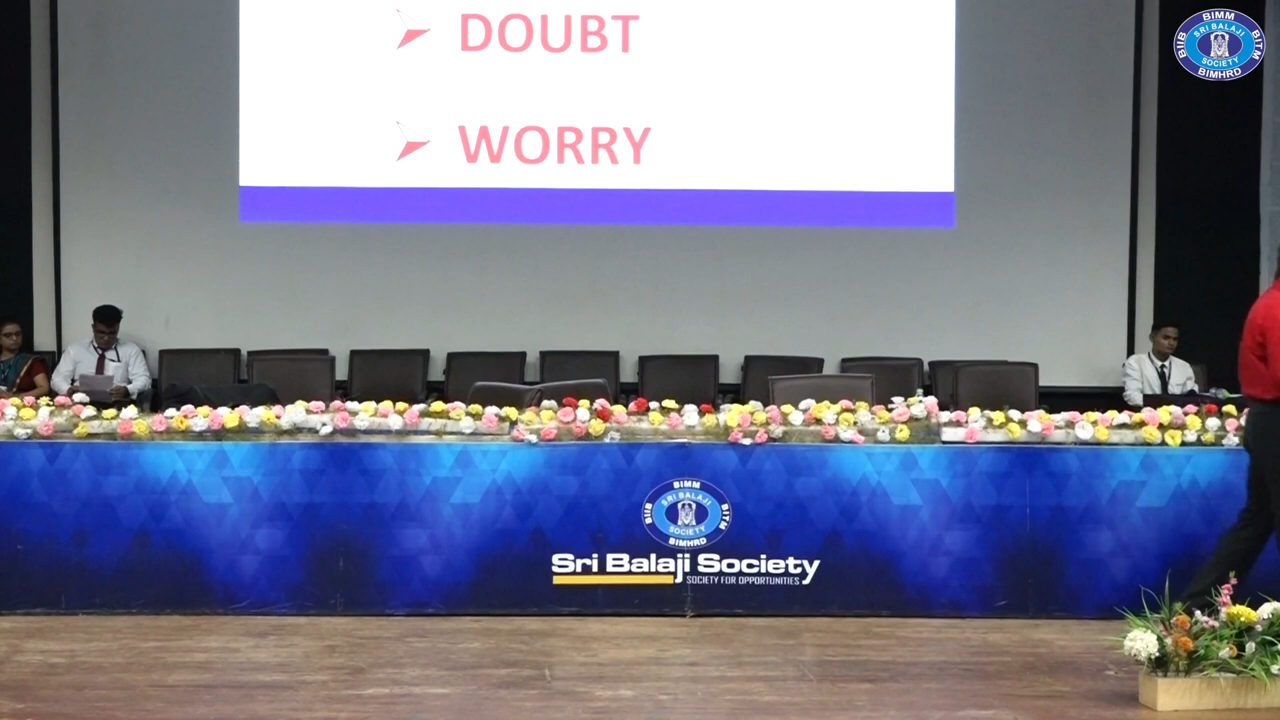 DOUBT
WORRY
BIMM
BIIB
SRI BALAJI
BITM
SOCIETY
BIMHRD
BIMM
BIIB
SRI BALAJI
BITM
SOCIETY
BIMHRD
Sri Balaji Society
SOCIETY FOR OPPORTUNITIES